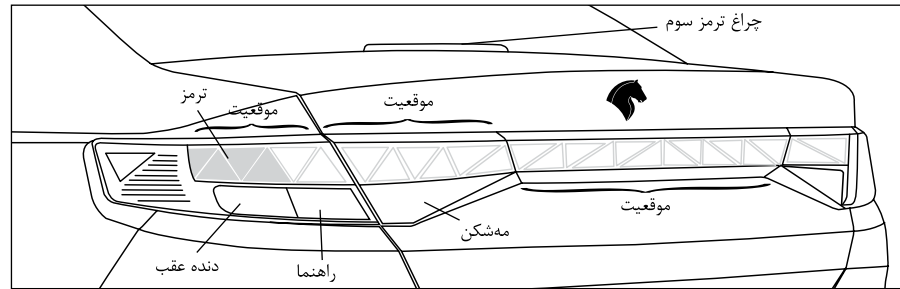 چراغ ترمز سوم
ترمز
موقعیت
موقعیت
موقعیت
مه‌شکن
دنده عقب
راهنما